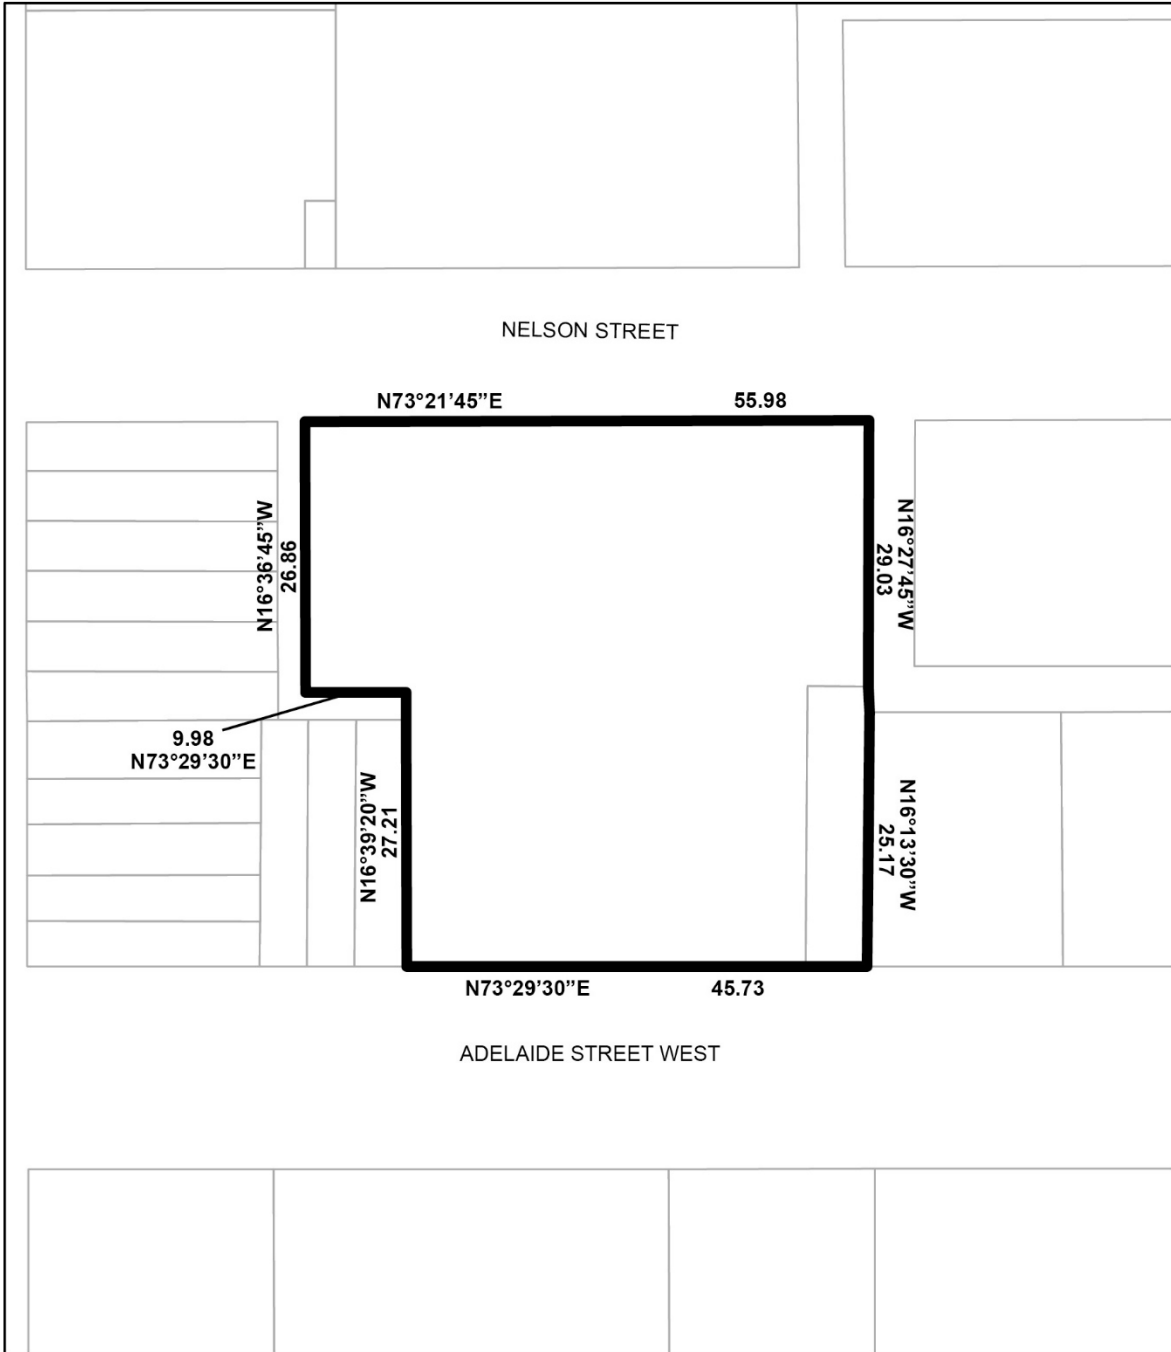 NELSON STREET
N73°21’45”E 55.98
N16°36’45”W
26.86
N16°27’45”W
29.03
9.98
N73°29’30”E
N16°39’20”W
27.21
N16°13’30”W
25.17
N73°29’30”E 45.73
ADELAIDE STREET WEST